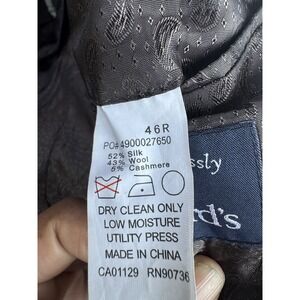 46R
PO# 4900027650
52% Silk
43% Wool
5% Cashmere
DRY CLEAN ONLY
LOW MOISTURE
UTILITY PRESS
MADE IN CHINA
CA01129 RN90736
ssly
rd's